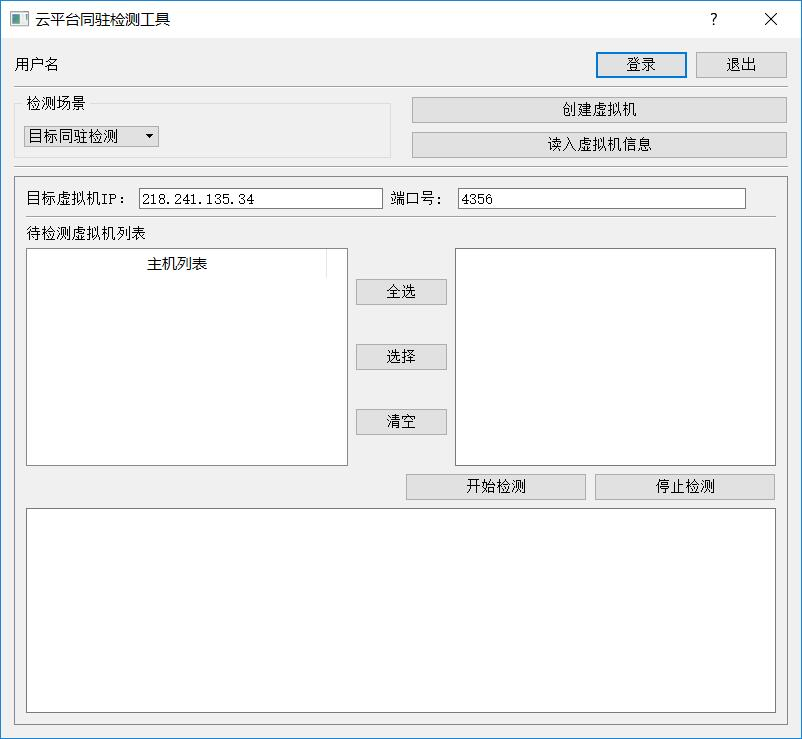 云平台同驻检测工具 ?
用户名 登录 退出
检测场景
目标同驻检测
创建虚拟机
读入虚拟机信息
目标虚拟机IP: 218.241.135.34 端口号: 4356
待检测虚拟机列表
主机列表
全选
选择
清空
开始检测 停止检测